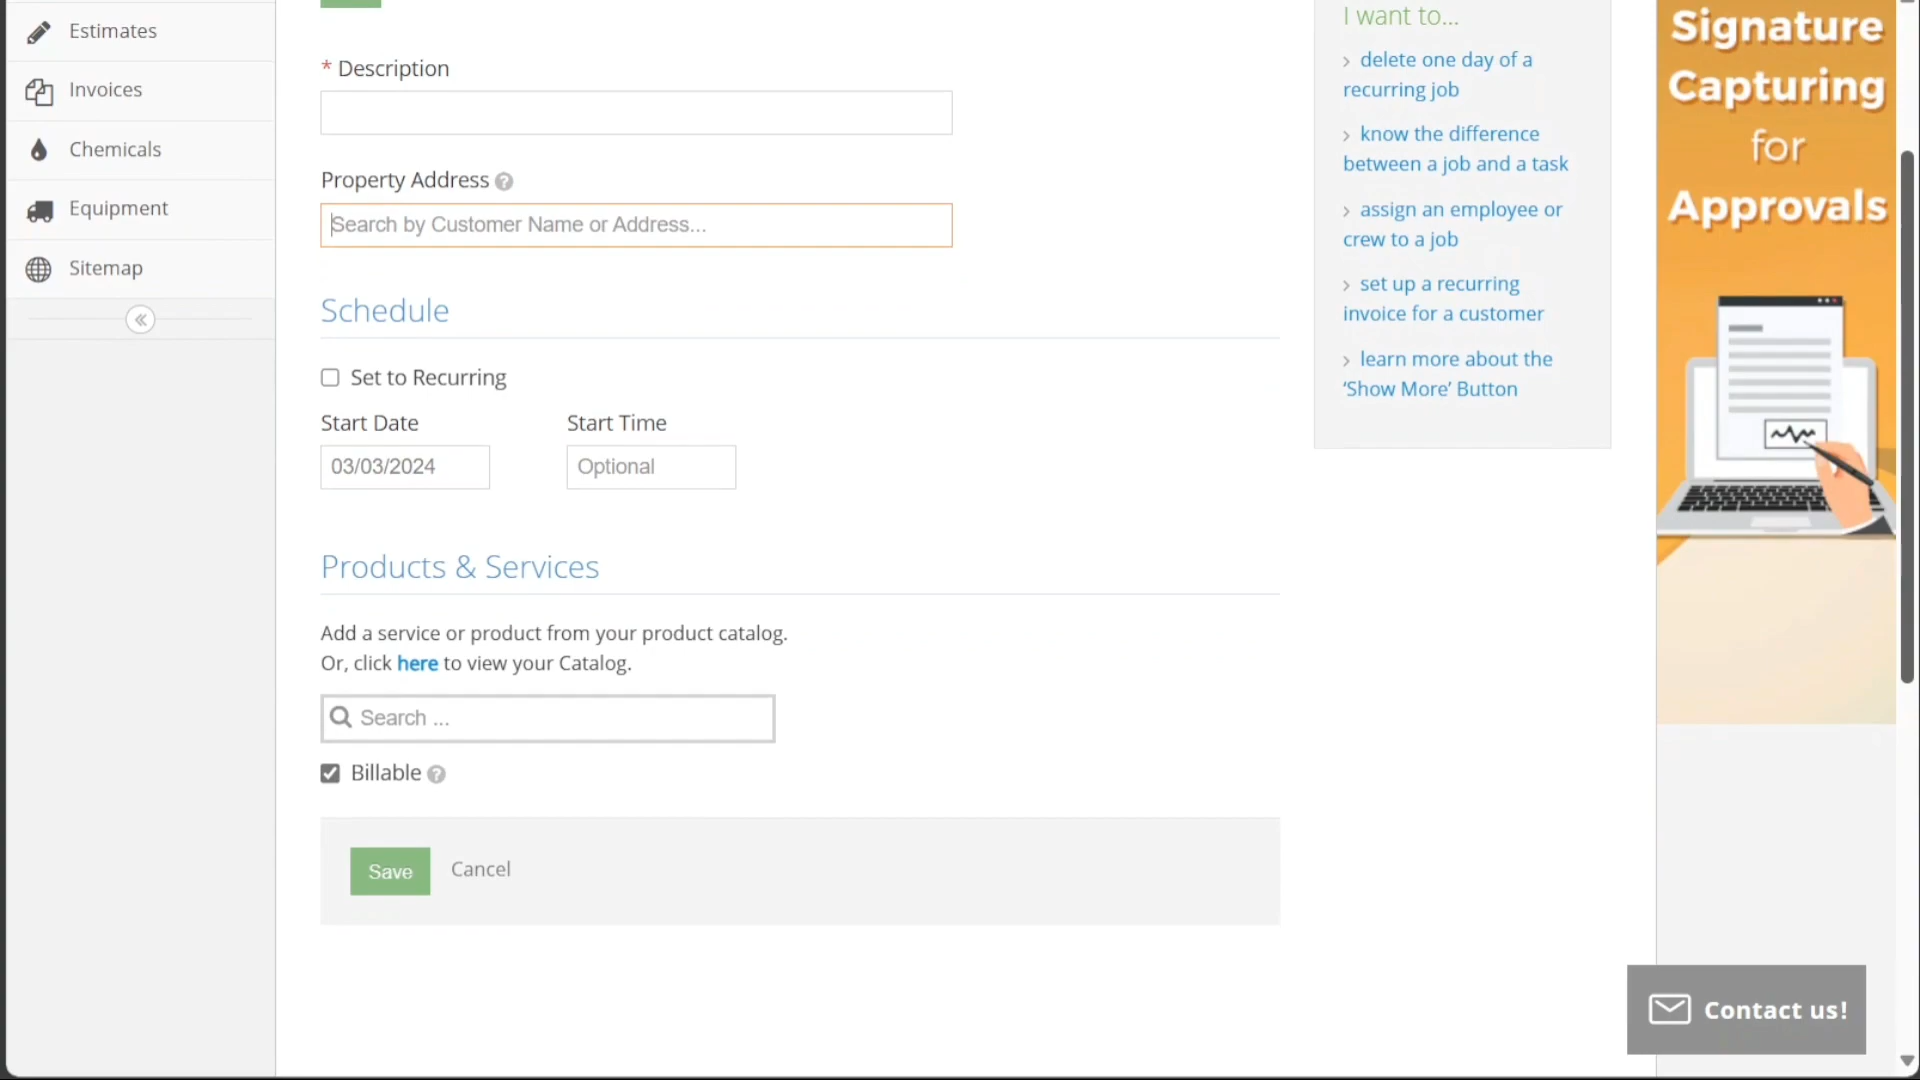 Estimates
Invoices
Chemicals
Equipment
Sitemap
* Description
Property Address
Search by Customer Name or Address...
Schedule
Set to Recurring
Start Date
Start Time
03/03/2024
Optional
Products & Services
Add a service or product from your product catalog.
Or, click here to view your Catalog.
Search ...
Billable
Save
Cancel
I want to...
delete one day of a
recurring job
know the difference
between a job and a task
assign an employee or
crew to a job
set up a recurring
invoice for a customer
learn more about the
‘Show More’ Button
Signature
Capturing
for
Approvals
Contact us!